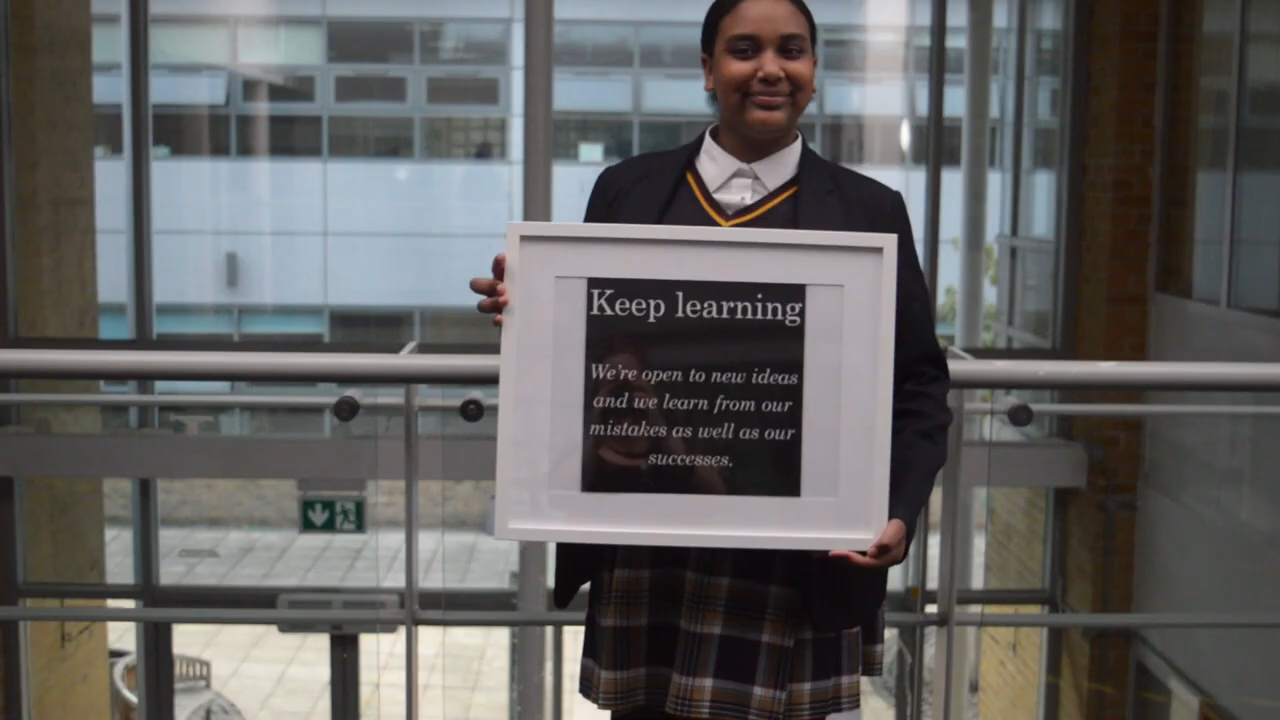 Keep learning
We're open to new ideas
and we learn from our
mistakes as well as our
successes.